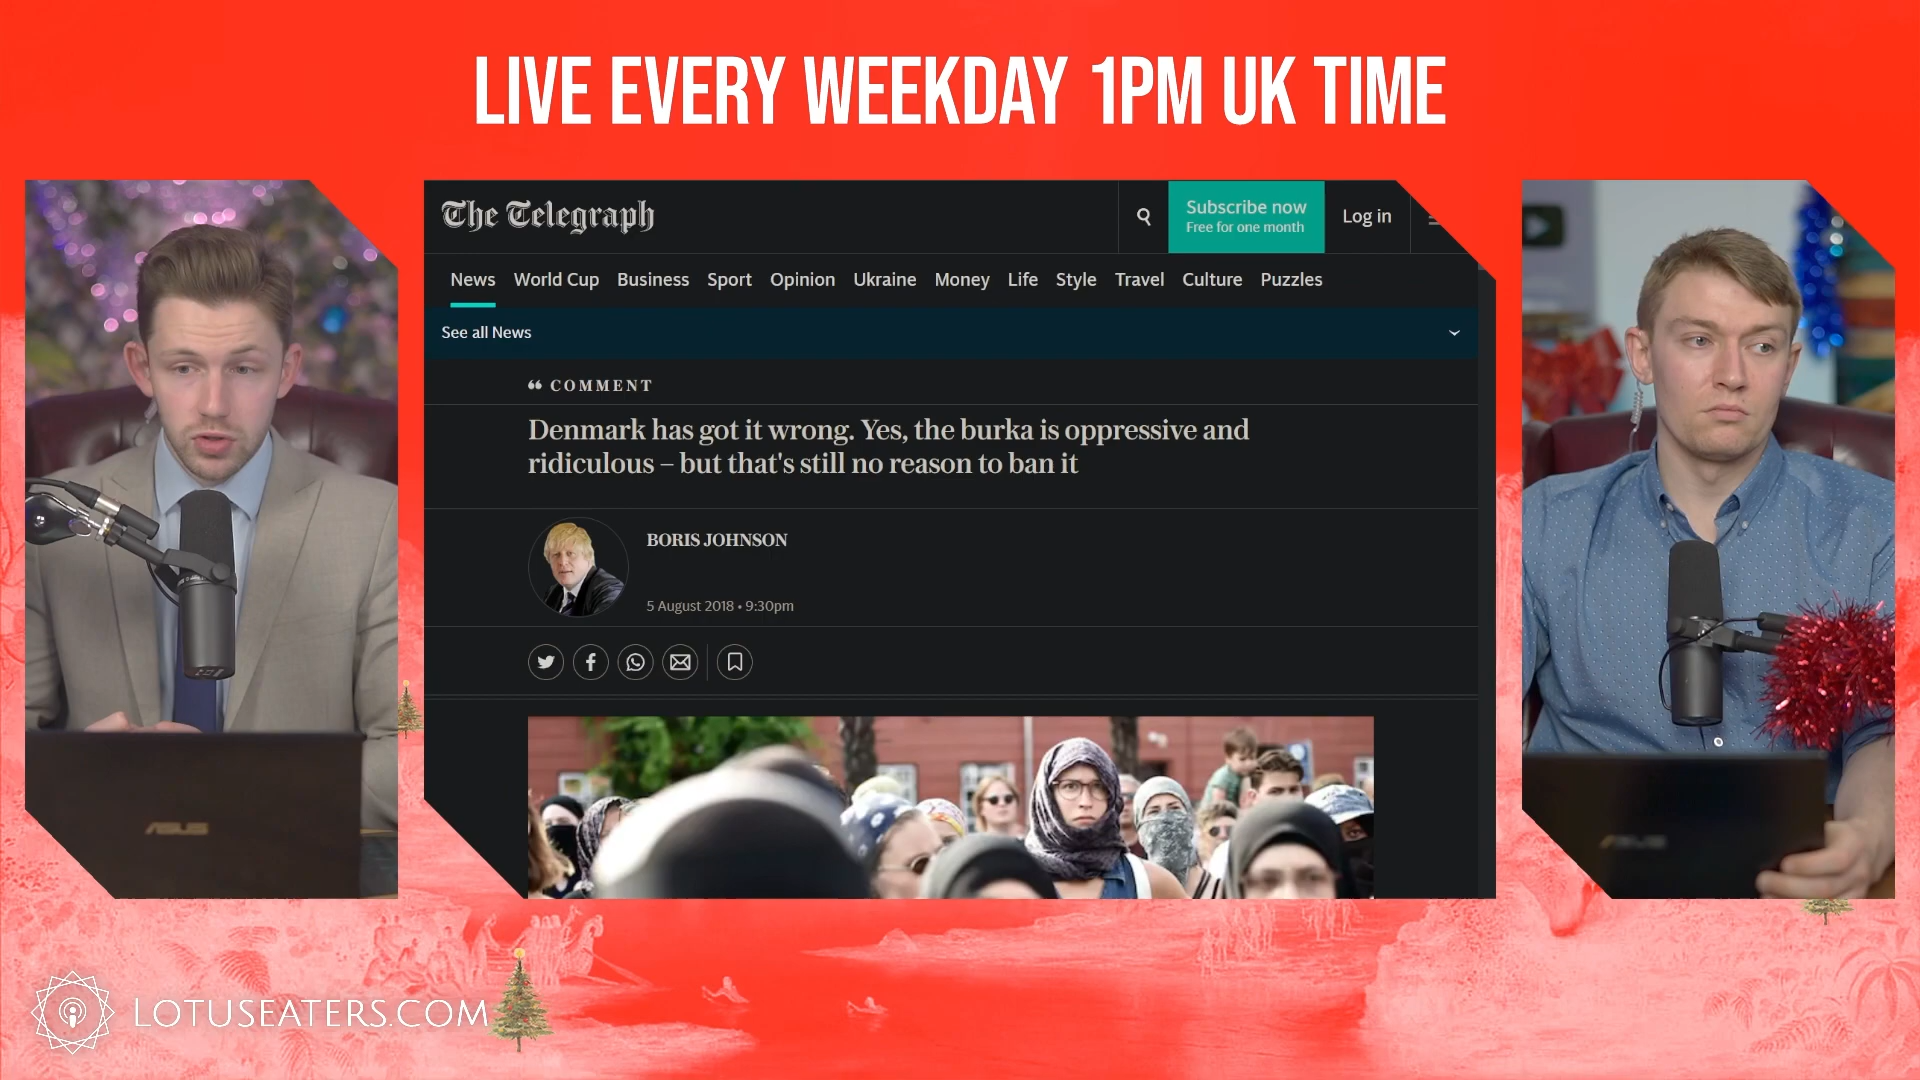 LIVE EVERY WEEKDAY 1PM UK TIME
The Telegraph
Subscribe now
Free for one month
Log in
News World Cup Business Sport Opinion Ukraine Money Life Style Travel Culture Puzzles
See all News
“ COMMENT
Denmark has got it wrong. Yes, the burka is oppressive and
ridiculous – but that's still no reason to ban it
BORIS JOHNSON
5 August 2018 • 9:30pm
ASUS
LOTUSEATERS.COM